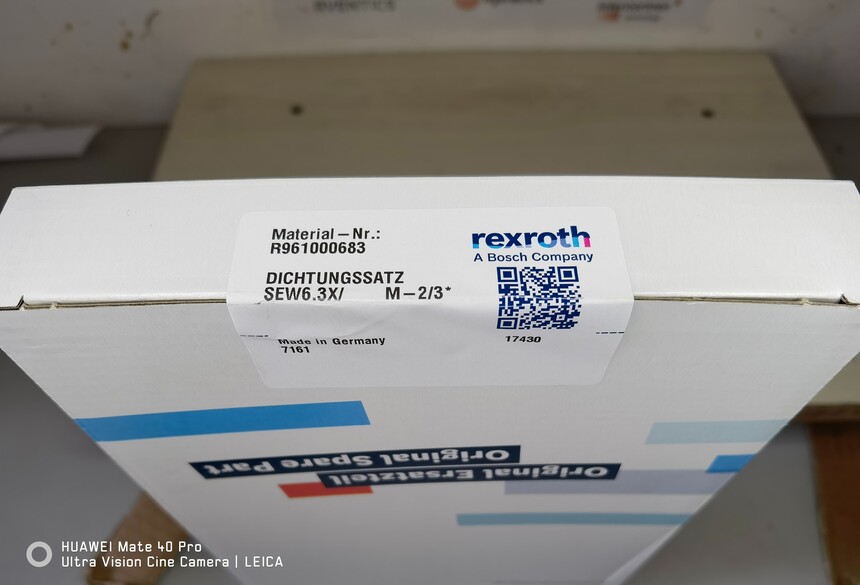 AVENTICS
Material-Nr.:
R961000683
DICHTUNGSSATZ
SEW6.3X/ M-2/3*
Made in Germany
7161
rexroth
A Bosch Company
17430
Original Ersatzteil
Original Spare Part
HUAWEI Mate 40 Pro
Ultra Vision Cine Camera | LEICA